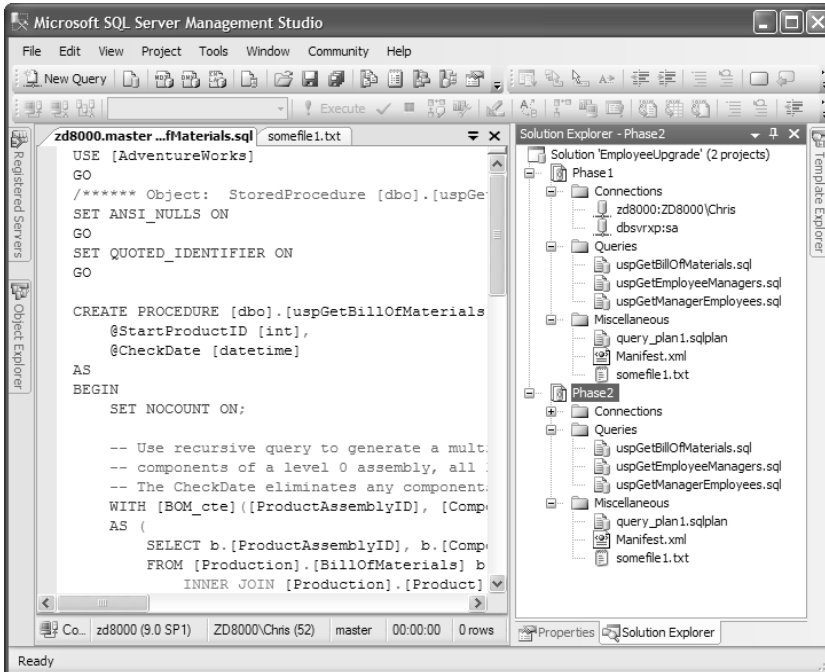 Microsoft SQL Server Management Studio
File Edit View Project Tools Window Community Help
New Query
Execute
Registered Servers
Object Explorer
zd8000.master ...fMaterials.sql somefile1.txt
USE [AdventureWorks]
GO
/****** Object: StoredProcedure [dbo].[uspGe
SET ANSI_NULLS ON
GO
SET QUOTED_IDENTIFIER ON
GO
CREATE PROCEDURE [dbo].[uspGetBillOfMaterials
@StartProductID [int],
@CheckDate [datetime]
AS
BEGIN
SET NOCOUNT ON;
-- Use recursive query to generate a mult
-- components of a level 0 assembly, all
-- The CheckDate eliminates any component
WITH [BOM_cte]([ProductAssemblyID], [Comp
AS (
SELECT b.[ProductAssemblyID], b.[Comp
FROM [Production].[BillOfMaterials] b
INNER JOIN [Production].[Product]
Co... zd8000 (9.0 SP1) ZD8000\Chris (52) master 00:00:00 0 rows
Solution Explorer - Phase2
Solution 'EmployeeUpgrade' (2 projects)
Phase1
Connections
zd8000:ZD8000\Chris
dbsvrxp:sa
Queries
uspGetBillOfMaterials.sql
uspGetEmployeeManagers.sql
uspGetManagerEmployees.sql
Miscellaneous
query_plan1.sqlplan
Manifest.xml
somefile1.txt
Phase2
Connections
Queries
uspGetBillOfMaterials.sql
uspGetEmployeeManagers.sql
uspGetManagerEmployees.sql
Miscellaneous
query_plan1.sqlplan
Manifest.xml
somefile1.txt
Properties Solution Explorer
Template Explorer
Ready